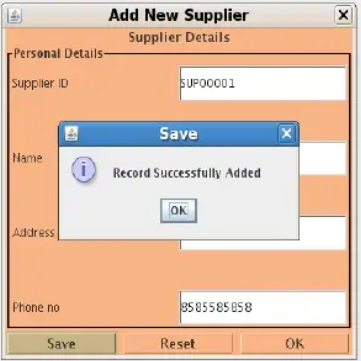 Add New Supplier
Supplier Details
Personal Details
Supplier ID
SUP00001
Save
Name
Record Successfully Added
OK
Address
Phone no
8585585858
Save Reset OK